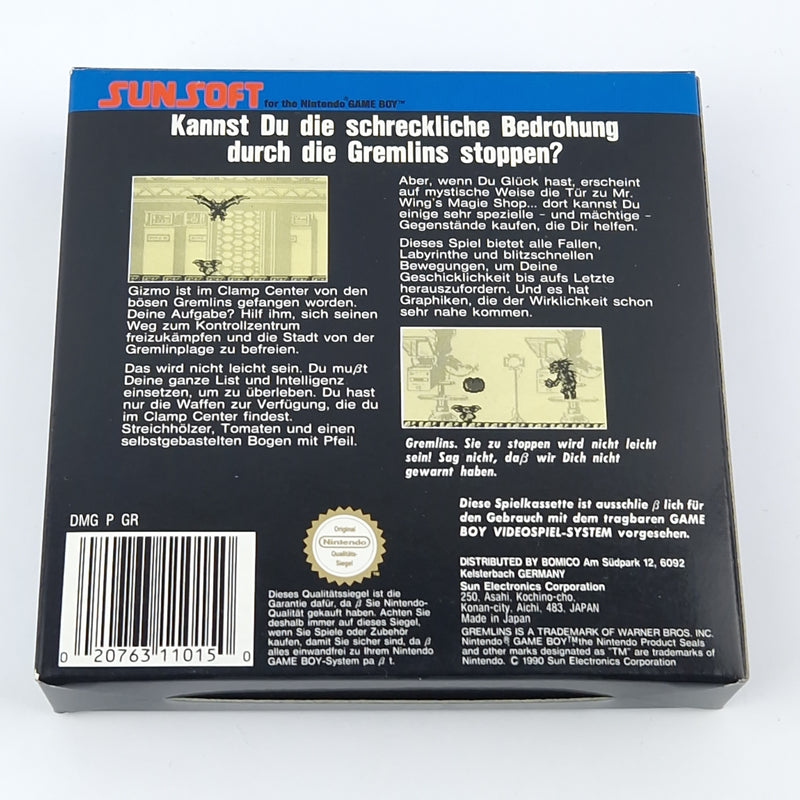 SUNSOFT for the Nintendo® GAME BOY™
Kannst Du die schreckliche Bedrohung
durch die Gremlins stoppen?
Gizmo ist im Clamp Center von den
bösen Gremlins gefangen worden.
Deine Aufgabe? Hilf ihm, sich seinen
Weg zum Kontrollzentrum
freizukämpfen und die Stadt von der
Gremlinplage zu befreien.
Das wird nicht leicht sein. Du mußt
Deine ganze List und Intelligenz
einsetzen, um zu überleben. Du hast
nur die Waffen zur Verfügung, die du
im Clamp Center findest.
Streichhölzer, Tomaten und einen
selbstgebastelten Bogen mit Pfeil.
Aber, wenn Du Glück hast, erscheint
auf mystische Weise die Tür zu Mr.
Wing's Magie Shop... dort kannst Du
einige sehr spezielle - und mächtige -
Gegenstände kaufen, die Dir helfen.
Dieses Spiel bietet alle Fallen,
Labyrinthe und blitzschnellen
Bewegungen, um Deine
Geschicklichkeit bis aufs Letzte
herauszufordern. Und es hat
Graphiken, die der Wirklichkeit schon
sehr nahe kommen.
Gremlins. Sie zu stoppen wird nicht leicht
sein! Sag nicht, daß wir Dich nicht
gewarnt haben.
DMG P GR
0 20763 11015 0
Original
Nintendo
Qualitäts-
Siegel
Dieses Qualitätssiegel ist die
Garantie dafür, da β Sie Nintendo-
Qualität gekauft haben. Achten Sie
deshalb immer auf dieses Siegel,
wenn Sie Spiele oder Zubehör
kaufen, damit Sie sicher sind, da β
alles einwandfrei zu Ihrem Nintendo
GAME BOY-System pa β t.
Diese Spielkassette ist ausschlie β lich für
den Gebrauch mit dem tragbaren GAME
BOY VIDEOSPIEL-SYSTEM vorgesehen.
DISTRIBUTED BY BOMICO Am Südpark 12, 6092
Kelsterbach GERMANY
Sun Electronics Corporation
250, Asahi, Kochino-cho,
Konan-city, Aichi, 483, JAPAN
Made in Japan
GREMLINS IS A TRADEMARK OF WARNER BROS. INC.
Nintendo® GAME BOY™the Nintendo Product Seals
and other marks designated as "TM" are trademarks of
Nintendo. © 1990 Sun Electronics Corporation